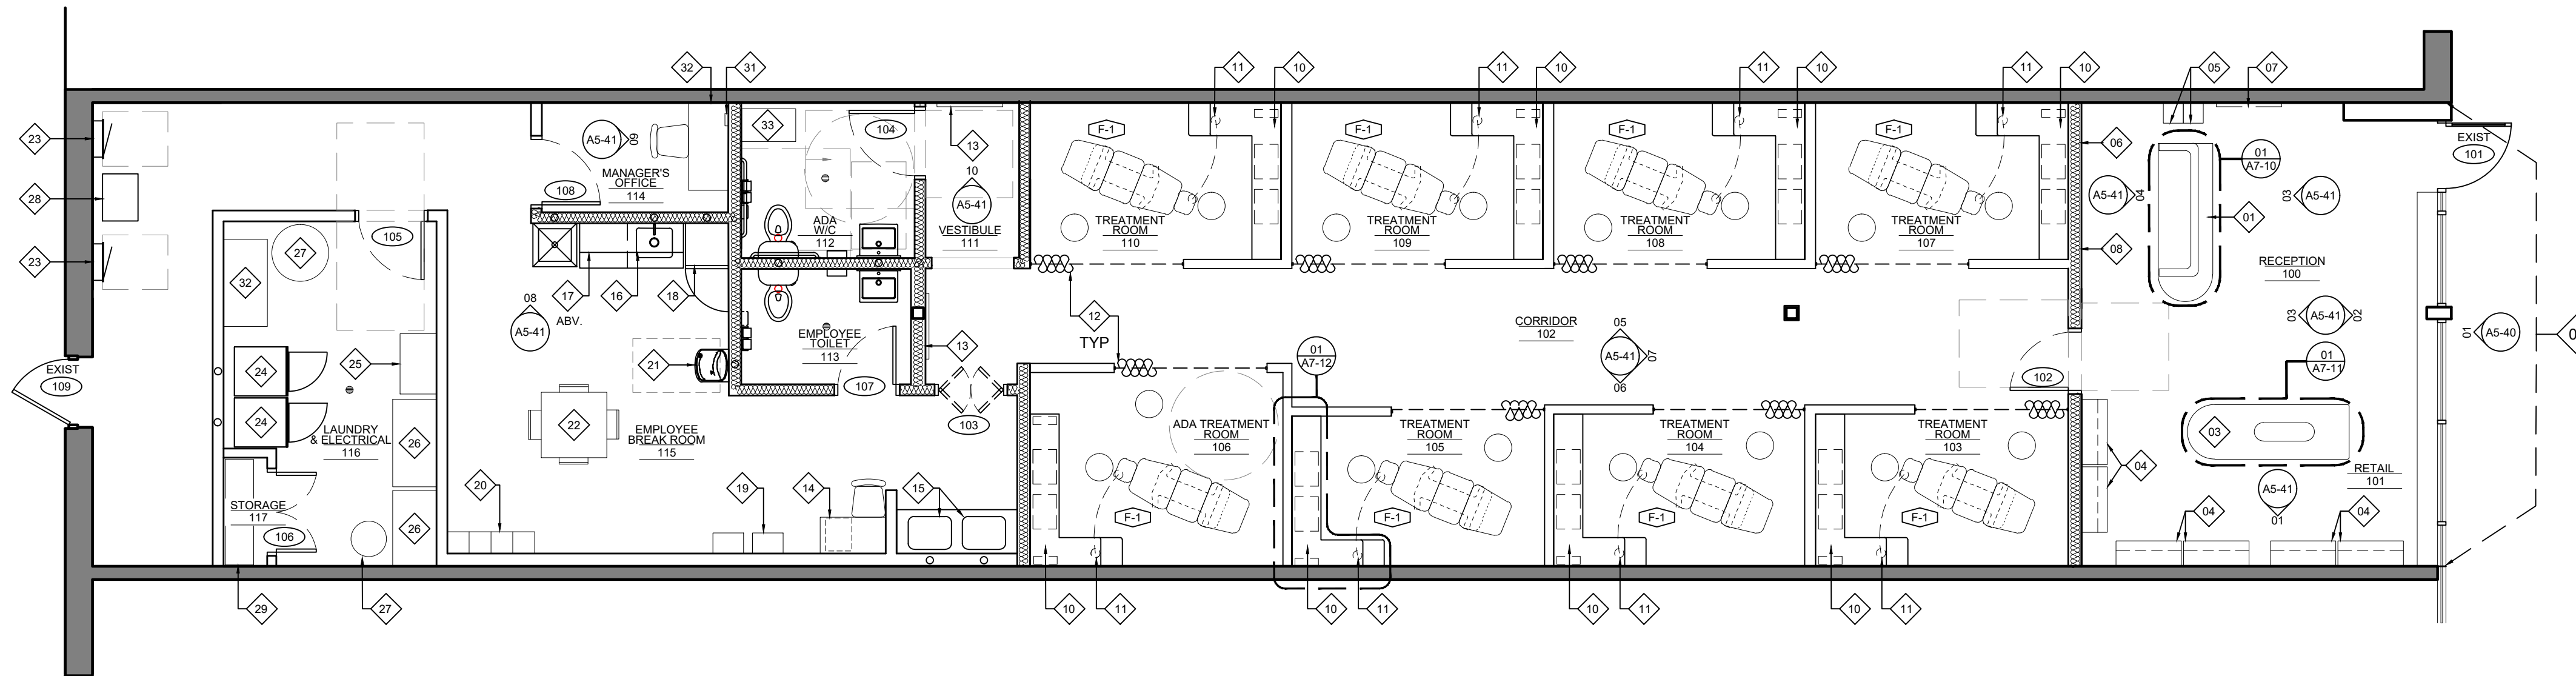 32
31
11
10
11
10
11
10
11
10
05
07
23
28
23
A5-41
09
MANAGER'S
OFFICE
114
108
33
104
13
10
A5-41
VESTIBULE
111
ADA
W/C
112
F-1
TREATMENT
ROOM
110
F-1
TREATMENT
ROOM
109
F-1
TREATMENT
ROOM
108
F-1
TREATMENT
ROOM
107
06
A5-41
04
08
01
A7-10
03
A5-41
01
RECEPTION
100
EXIST
101
105
27
32
17
16
18
08
ABV.
A5-41
EMPLOYEE
TOILET
113
107
13
12
TYP
CORRIDOR
102
05
A5-41
07
06
01
A7-12
03
A5-41
02
01
A7-11
01
A5-40
0
102
EXIST
109
24
24
25
21
22
LAUNDRY
& ELECTRICAL
116
26
26
EMPLOYEE
BREAK ROOM
115
103
ADA TREATMENT
ROOM
106
F-1
TREATMENT
ROOM
105
F-1
TREATMENT
ROOM
104
F-1
TREATMENT
ROOM
103
F-1
03
04
RETAIL
101
A5-41
01
04
04
STORAGE
117
106
20
19
14
15
29
27
10
11
10
11
10
11
10
11